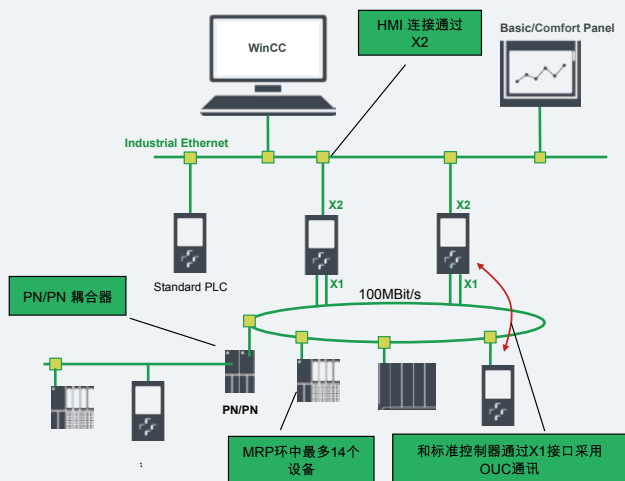 HMI 连接通过
X2
Basic/Comfort Panel
WinCC
Industrial Ethernet
X2
X2
Standard PLC
X1
X1
PN/PN 耦合器
100MBit/s
PN/PN
MRP环中最多14个
设备
和标准控制器通过X1接口采用
OUC通讯